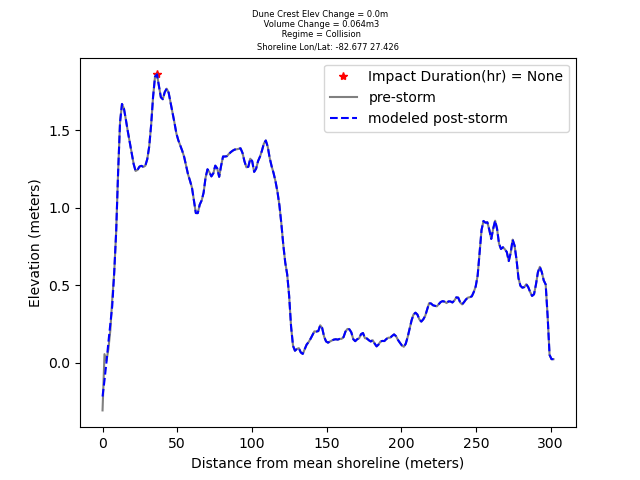 Dune Crest Elev Change = 0.0m
Volume Change = 0.064m3
Regime = Collision
Shoreline Lon/Lat: -82.677 27.426
Impact Duration(hr) = None
pre-storm
modeled post-storm
Elevation (meters)
1.5
1.0
0.5
0.0
0 50 100 150 200 250 300
Distance from mean shoreline (meters)